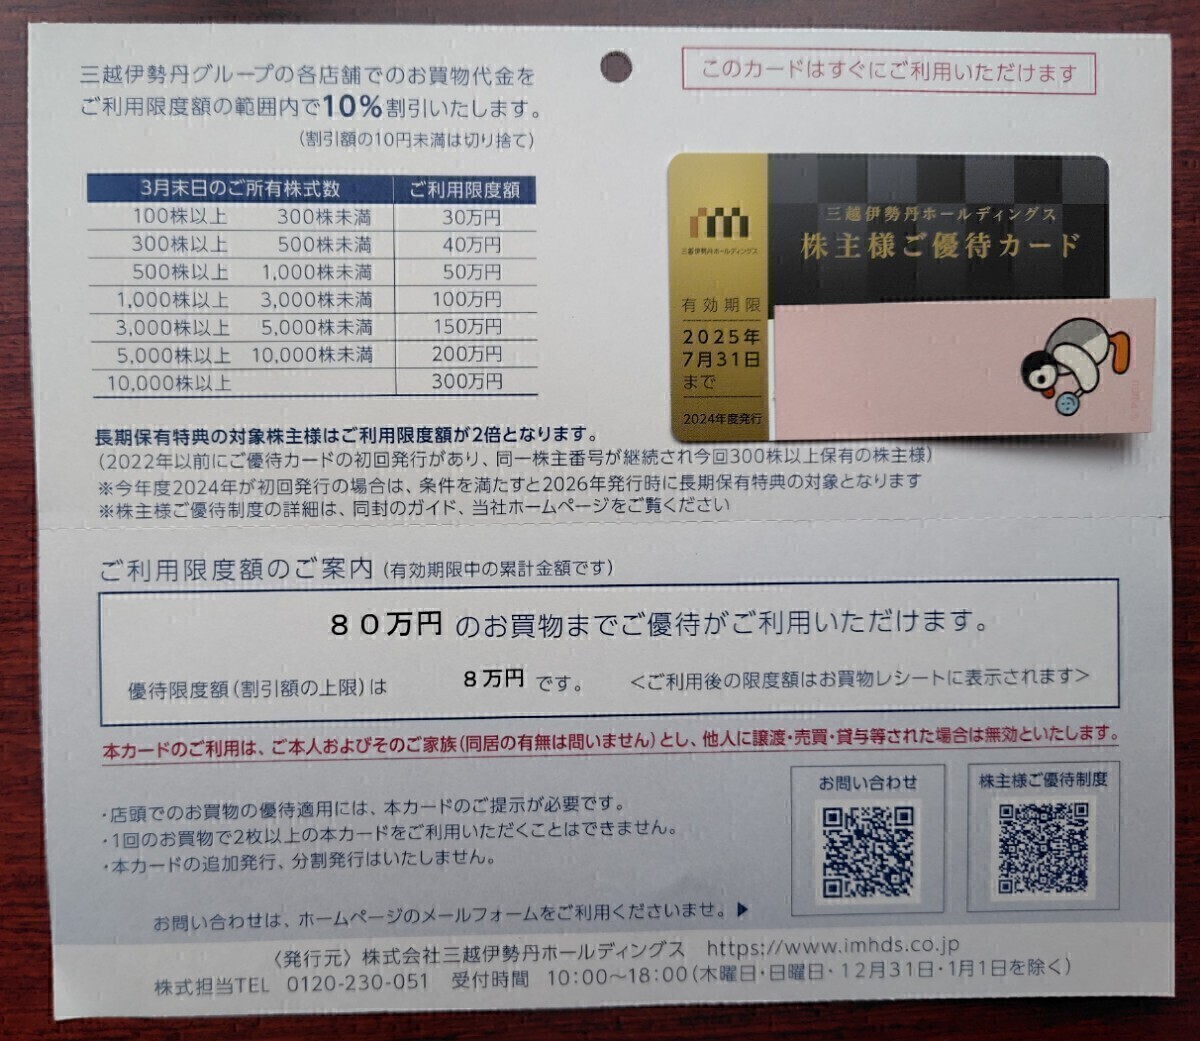 三越伊勢丹グループの各店舗でのお買物代金を
ご利用限度額の範囲内で10%割引いたします。
(割引額の10円未満は切り捨て)
3月末日のご所有株式数 ご利用限度額
100株以上 300株未満 30万円
300株以上 500株未満 40万円
500株以上 1,000株未満 50万円
1,000株以上 3,000株未満 100万円
3,000株以上 5,000株未満 150万円
5,000株以上 10,000株未満 200万円
10,000株以上 300万円
このカードはすぐにご利用いただけます
三越伊勢丹ホールディングス
三越伊勢丹ホールディングス
株主様ご優待カード
有効期限
2025年
7月31日
まで
2024年度発行
長期保有特典の対象株主様はご利用限度額が2倍となります。
(2022年以前にご優待カードの初回発行があり、同一株主番号が継続され今回300株以上保有の株主様)
※今年度2024年が初回発行の場合は、条件を満たすと2026年発行時に長期保有特典の対象となります
※株主様ご優待制度の詳細は、同封のガイド、当社ホームページをご覧ください
ご利用限度額のご案内 (有効期限中の累計金額です)
80万円 のお買物までご優待がご利用いただけます。
優待限度額(割引額の上限)は 8万円 です。 <ご利用後の限度額はお買物レシートに表示されます>
本カードのご利用は、ご本人およびそのご家族(同居の有無は問いません)とし、他人に譲渡・売買・貸与等された場合は無効といたします。
・店頭でのお買物の優待適用には、本カードのご提示が必要です。
・1回のお買物で2枚以上の本カードをご利用いただくことはできません。
・本カードの追加発行、分割発行はいたしません。
お問い合わせ
株主様ご優待制度
お問い合わせは、ホームページのメールフォームをご利用くださいませ。▶
〈発行元〉株式会社三越伊勢丹ホールディングス https://www.imhds.co.jp
株式担当TEL 0120-230-051 受付時間 10:00～18:00(木曜日・日曜日・12月31日・1月1日を除く)